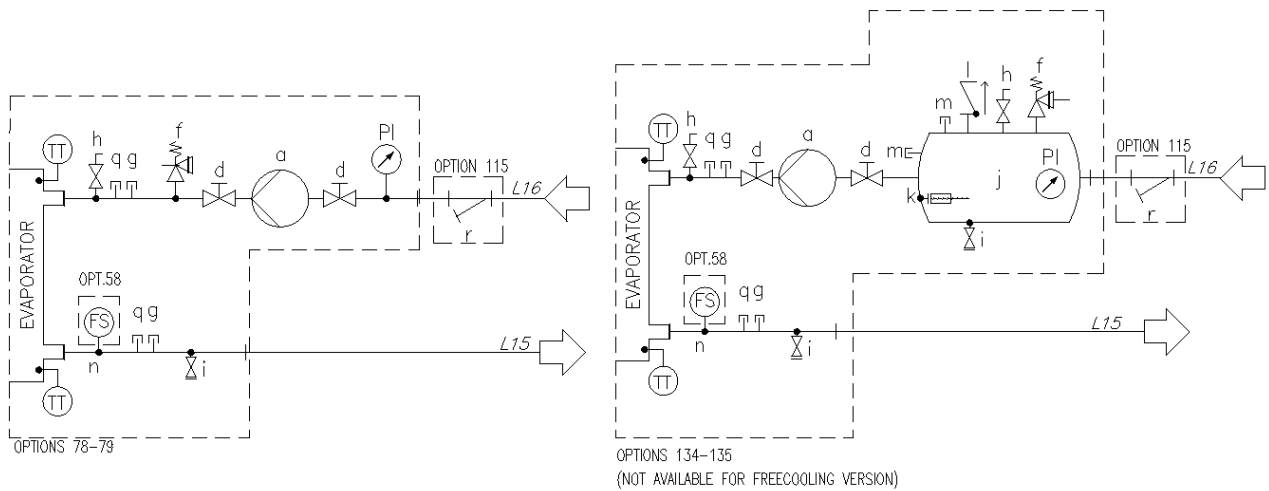 TT
h
q g
f
d
a
d
PI
OPTION 115
r
L16
EVAPORATOR
OPT.58
FS
n
q g
i
L15
TT
OPTIONS 78-79
TT
h
q g
d
a
d
m
m
l
h
f
PI
j
k
i
OPTION 115
r
L16
EVAPORATOR
OPT.58
FS
n
q g
i
L15
TT
OPTIONS 134-135
(NOT AVAILABLE FOR FREECOOLING VERSION)